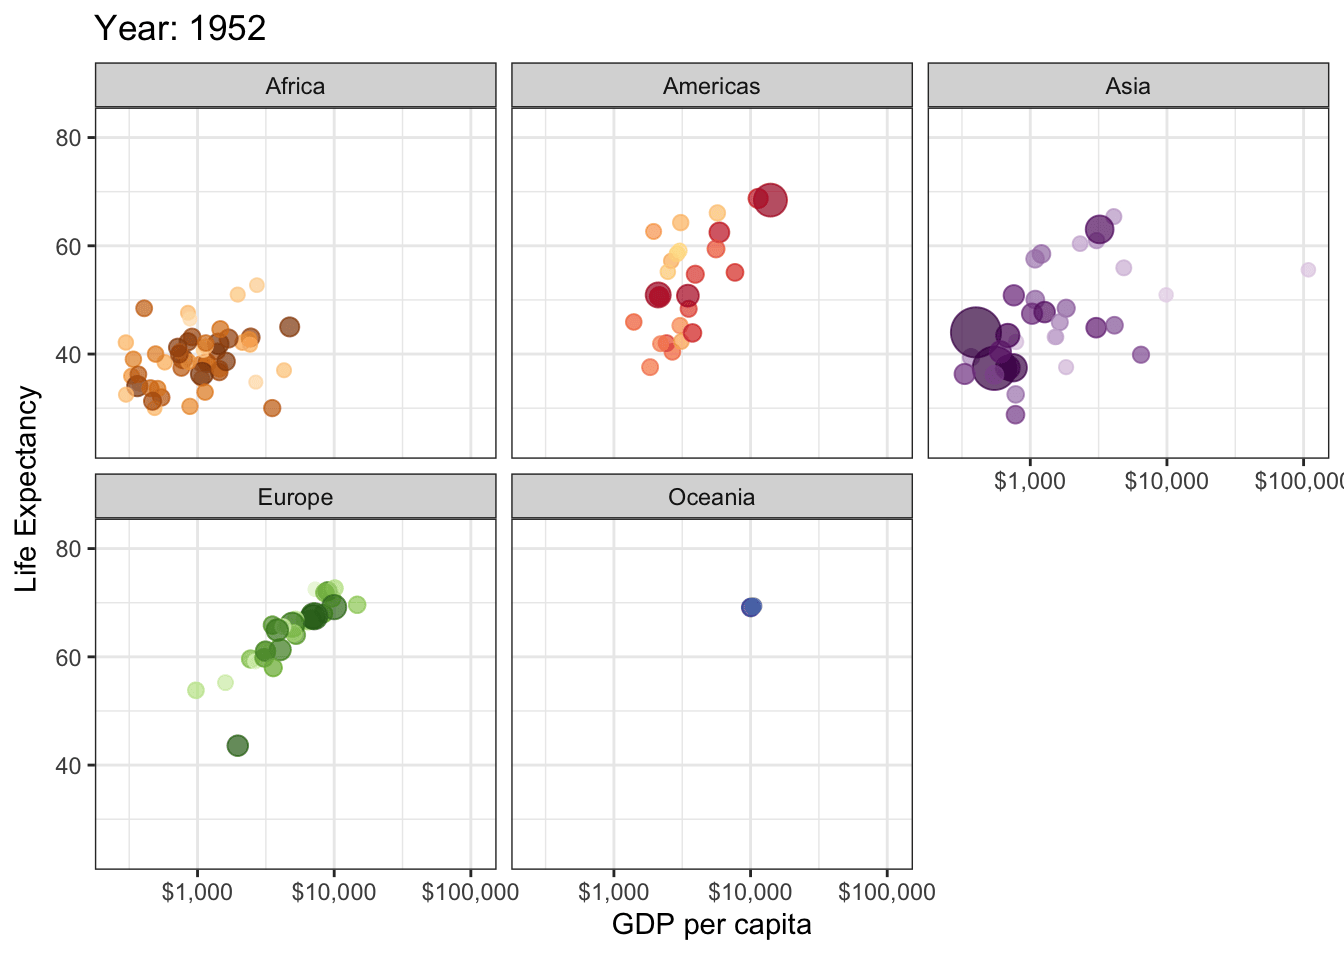 Year: 1952
Africa
Americas
Asia
80
60
40
$1,000
$10,000
$100,000
Europe
Oceania
80
60
40
Life Expectancy
$1,000
$10,000
$100,000
$1,000
$10,000
$100,000
GDP per capita